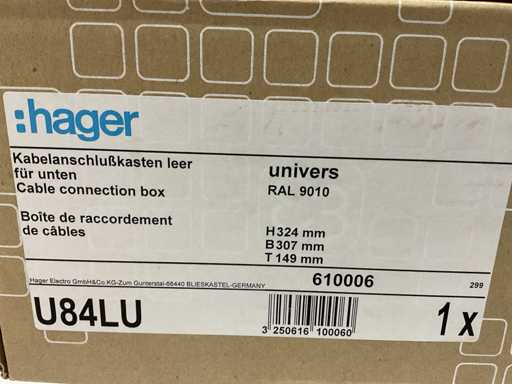 :hager
Kabelanschlußkasten leer
für unten
Cable connection box
Boîte de raccordement
de câbles
univers
RAL 9010
H 324 mm
B 307 mm
T 149 mm
610006
299
Hager Electro GmbH&Co KG-Zum Gunterstal-66440 BLIESKASTEL-GERMANY
U84LU
3 250616 100060
1 x